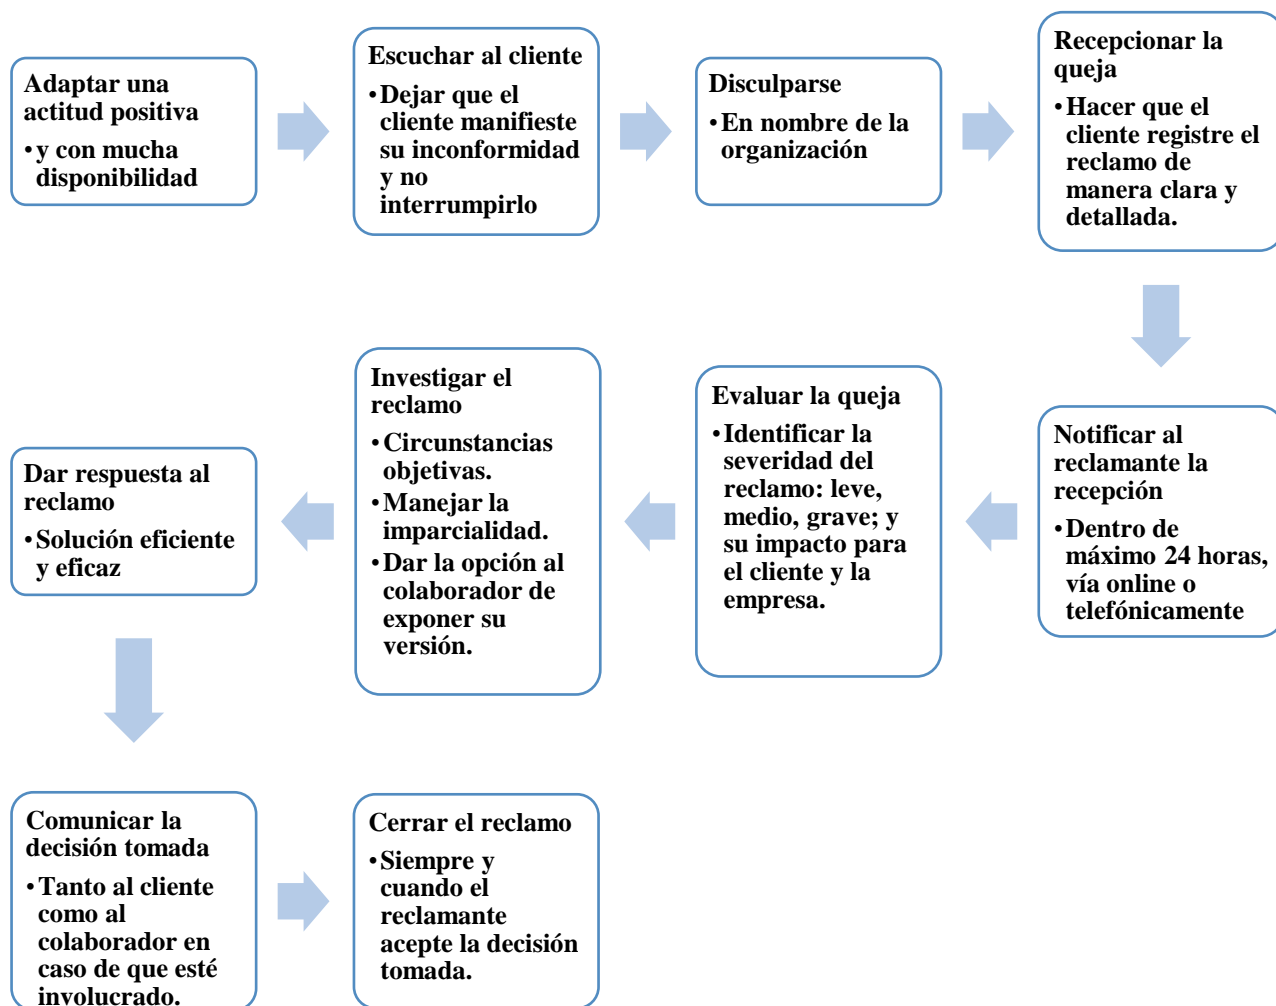 Adaptar una
actitud positiva
•y con mucha
disponibilidad
Escuchar al cliente
•Dejar que el
cliente manifieste
su inconformidad
y no
interrumpirlo
Disculparse
•En nombre de la
organización
Recepcionar la
queja
•Hacer que el
cliente registre el
reclamo de
manera clara y
detallada.
Notificar al
reclamante la
recepción
•Dentro de
máximo 24 horas,
vía online o
telefónicamente
Evaluar la queja
•Identificar la
severidad del
reclamo: leve,
medio, grave; y
su impacto para
el cliente y la
empresa.
Investigar el
reclamo
•Circunstancias
objetivas.
•Manejar la
imparcialidad.
•Dar la opción al
colaborador de
exponer su
versión.
Dar respuesta al
reclamo
•Solución eficiente
y eficaz
Comunicar la
decisión tomada
•Tanto al cliente
como al
colaborador en
caso de que esté
involucrado.
Cerrar el reclamo
•Siempre y
cuando el
reclamante
acepte la decisión
tomada.